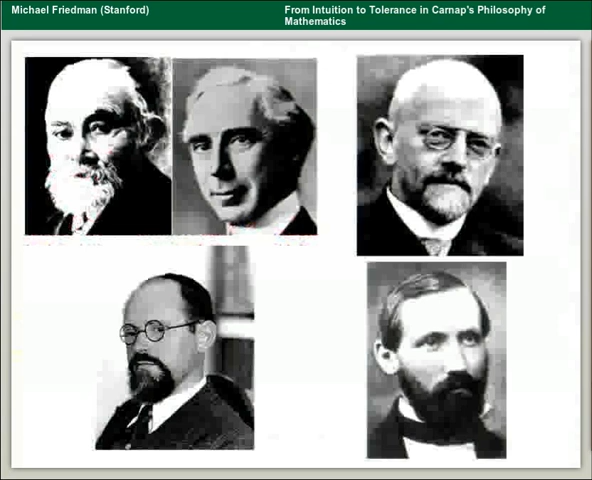 Michael Friedman (Stanford)
From Intuition to Tolerance in Carnap's Philosophy of
Mathematics